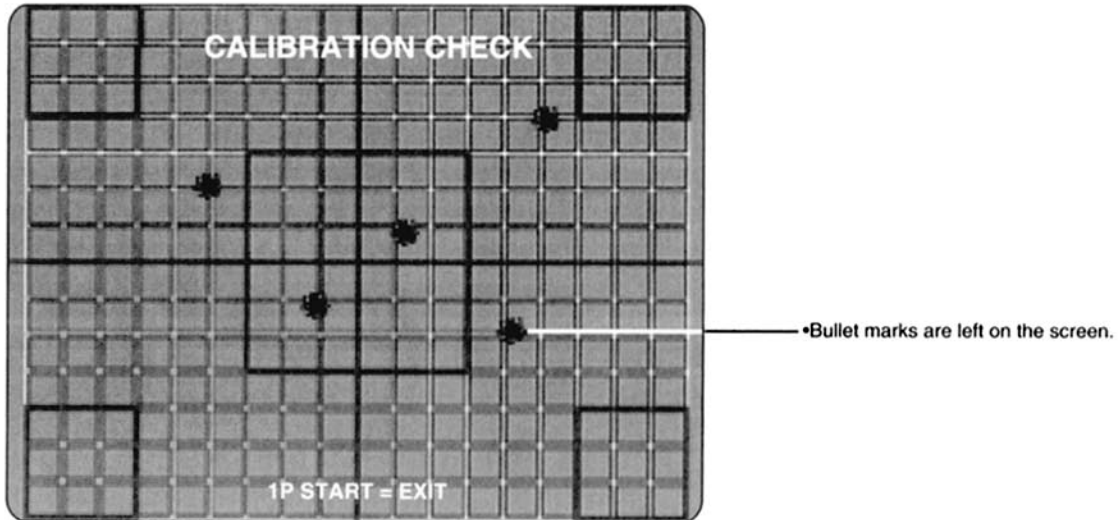 CALIBRATION CHECK
•Bullet marks are left on the screen.
1P START = EXIT